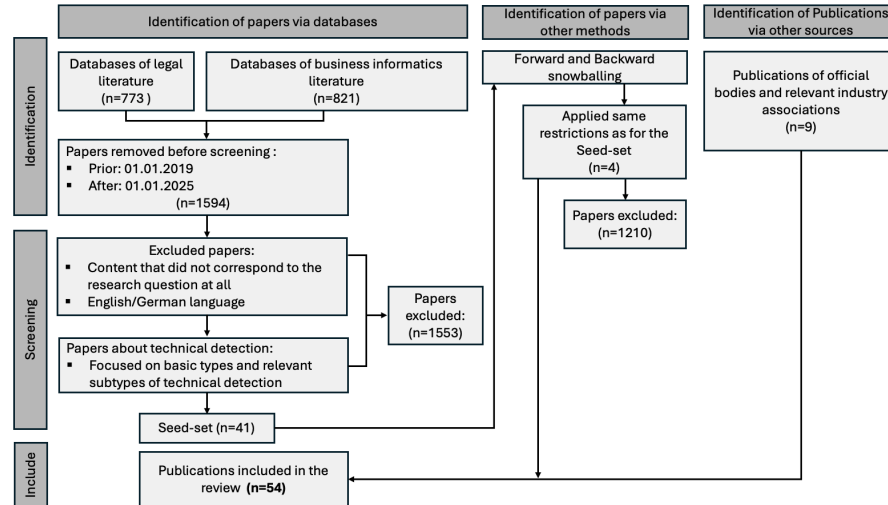 Identification of papers via databases
Identification of papers via
other methods
Identification of Publications
via other sources
Identification
Databases of legal
literature
(n=773 )
Databases of business informatics
literature
(n=821)
Forward and Backward
snowballing
Publications of official
bodies and relevant industry
associations
(n=9)
Applied same
restrictions as for the
Seed-set
(n=4)
Papers removed before screening :
▪ Prior: 01.01.2019
▪ After: 01.01.2025
(n=1594)
Papers excluded:
(n=1210)
Screening
Excluded papers:
▪ Content that did not correspond to the
research question at all
▪ English/German language
Papers
excluded:
(n=1553)
Papers about technical detection:
▪ Focused on basic types and relevant
subtypes of technical detection
Seed-set (n=41)
Include
Publications included in the
review (n=54)